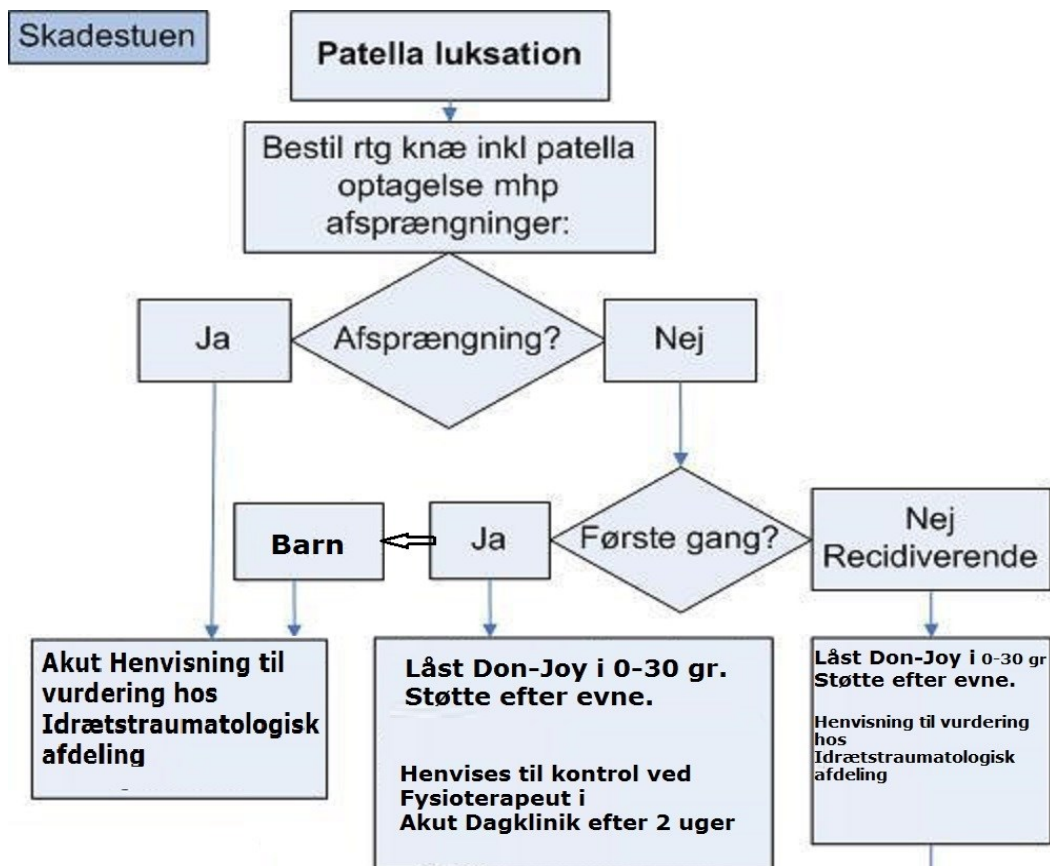 Skadestuen
Patella luksation
Bestil rtg knæ inkl patella
optagelse mhp
afsprængninger:
Ja
Afsprængning?
Nej
Barn
Ja
Første gang?
Nej
Recidiverende
Akut Henvisning til
vurdering hos
Idrætstraumatologisk
afdeling
Låst Don-Joy i 0-30 gr.
Støtte efter evne.
Henvises til kontrol ved
Fysioterapeut i
Akut Dagklinik efter 2 uger
Låst Don-Joy i 0-30 gr
Støtte efter evne.
Henvisning til vurdering
hos
Idrætstraumatologisk
afdeling